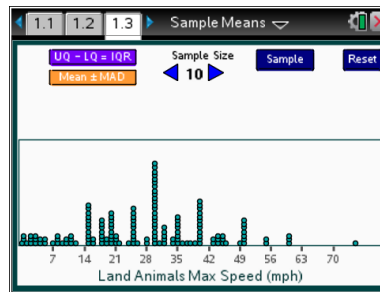 1.1 1.2 1.3 Sample Means
UQ – LQ = IQR
Mean ± MAD
Sample Size
10
Sample
Reset
7 14 21 28 35 42 49 56 63 70
Land Animals Max Speed (mph)